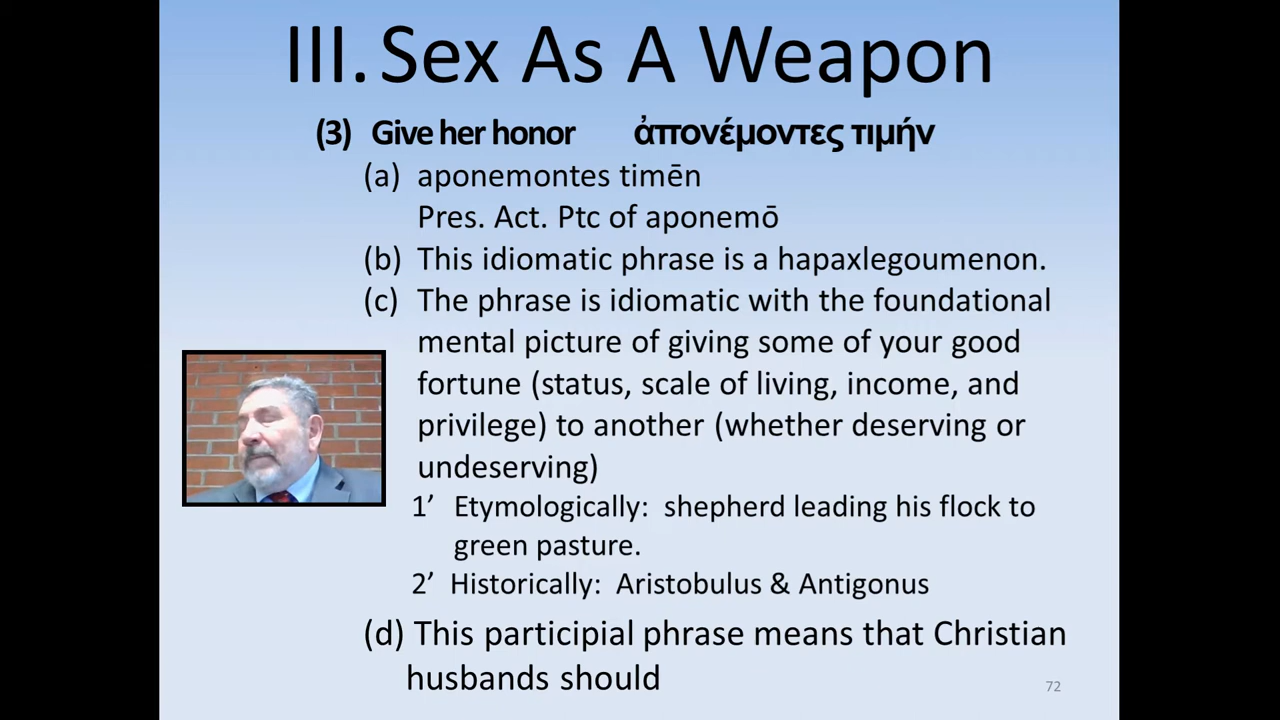 III. Sex As A Weapon
(3) Give her honor ἀπονέμοντες τιμήν
(a) aponemontes timēn
Pres. Act. Ptc of aponemō
(b) This idiomatic phrase is a hapaxlegoumenon.
(c) The phrase is idiomatic with the foundational
mental picture of giving some of your good
fortune (status, scale of living, income, and
privilege) to another (whether deserving or
undeserving)
1’ Etymologically: shepherd leading his flock to
green pasture.
2’ Historically: Aristobulus & Antigonus
(d) This participial phrase means that Christian
husbands should
72